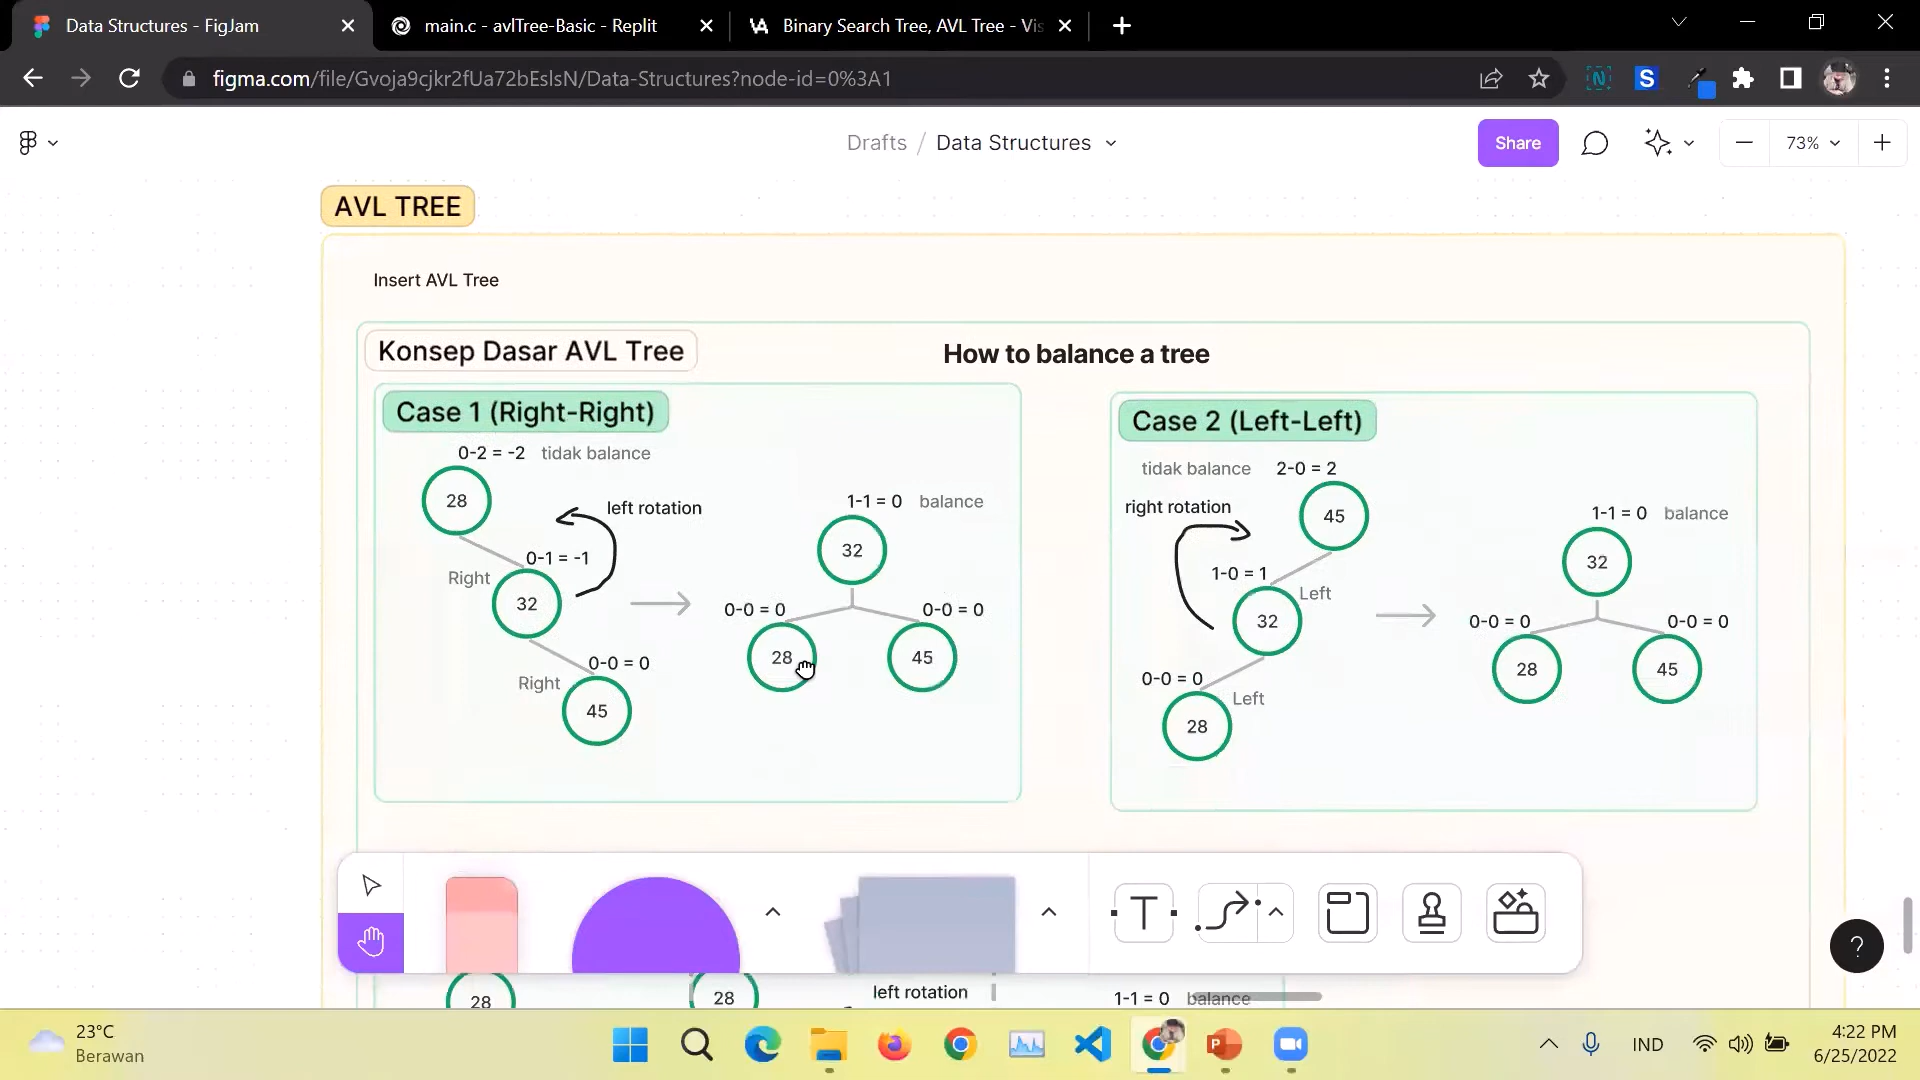 Data Structures - FigJam
main.c - avlTree-Basic - Replit
Binary Search Tree, AVL Tree - Vis
figma.com/file/Gvoja9cjkr2fUa72bEslsN/Data-Structures?node-id=0%3A1
Drafts / Data Structures
Share
73%
AVL TREE
Insert AVL Tree
Konsep Dasar AVL Tree
How to balance a tree
Case 1 (Right-Right)
0-2 = -2 tidak balance
28
left rotation
0-1 = -1
Right
32
0-0 = 0
Right
45
1-1 = 0 balance
32
0-0 = 0
0-0 = 0
28
45
Case 2 (Left-Left)
tidak balance 2-0 = 2
right rotation
45
1-0 = 1
Left
32
0-0 = 0
Left
28
1-1 = 0 balance
32
0-0 = 0
0-0 = 0
28
45
T
?
28
28
left rotation
1-1 = 0 balance
23°C
Berawan
IND
4:22 PM
6/25/2022